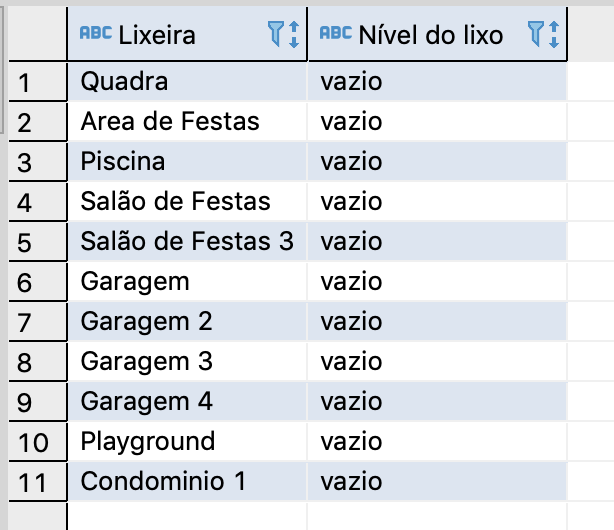 ABC Lixeira ABC Nível do lixo
1 Quadra vazio
2 Area de Festas vazio
3 Piscina vazio
4 Salão de Festas vazio
5 Salão de Festas 3 vazio
6 Garagem vazio
7 Garagem 2 vazio
8 Garagem 3 vazio
9 Garagem 4 vazio
10 Playground vazio
11 Condominio 1 vazio